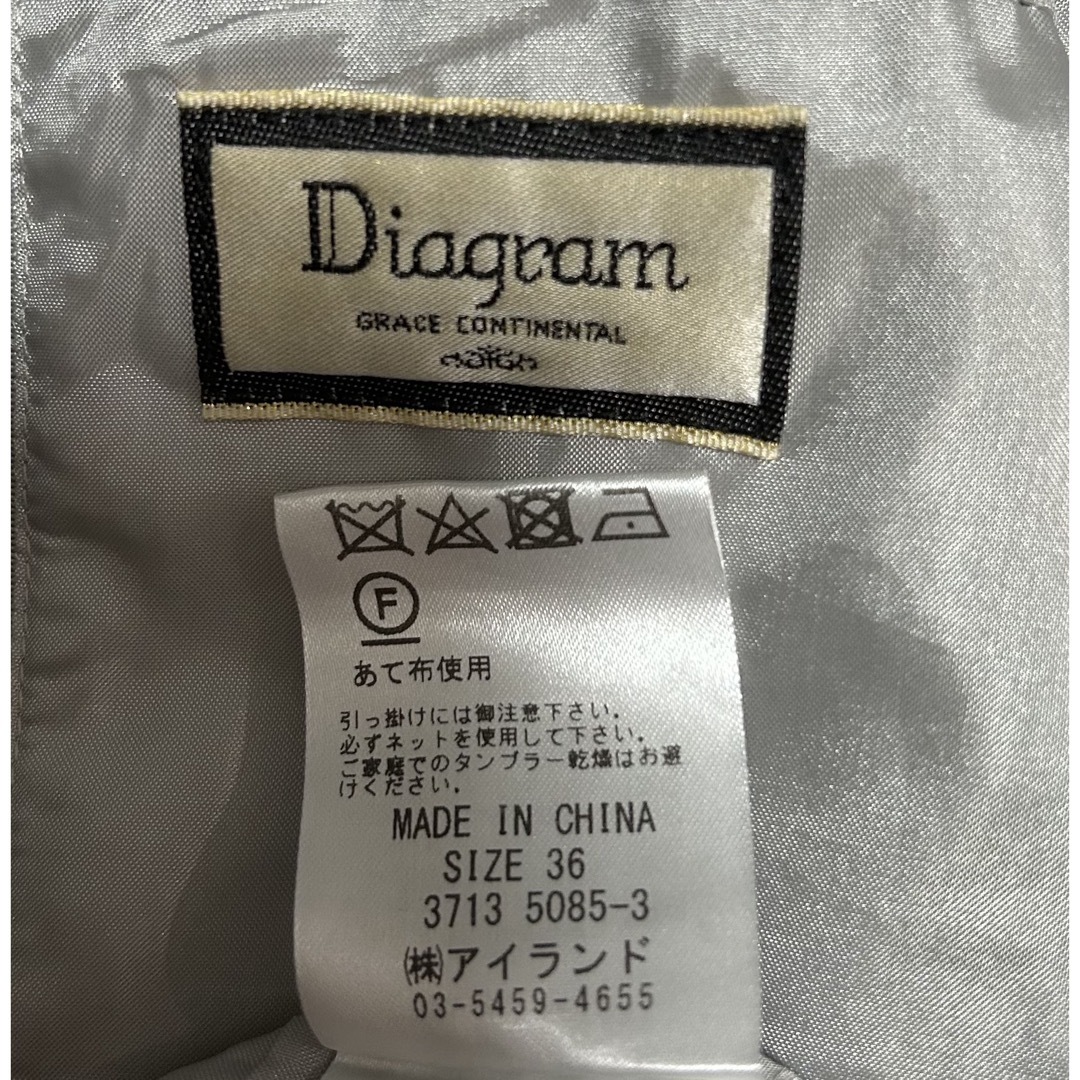 Diagram
GRACE CONTINENTAL
F
あて布使用
引っ掛けには御注意下さい.
必ずネットを使用して下さい.
ご家庭でのタンブラー乾燥はお避
けください.
MADE IN CHINA
SIZE 36
3713 5085-3
㈱アイランド
03-5459-4655